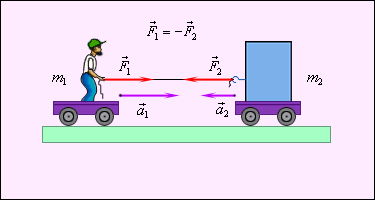 F⃗₁ = −F⃗₂
F⃗₁ F⃗₂
m₁ m₂
a⃗₁ a⃗₂